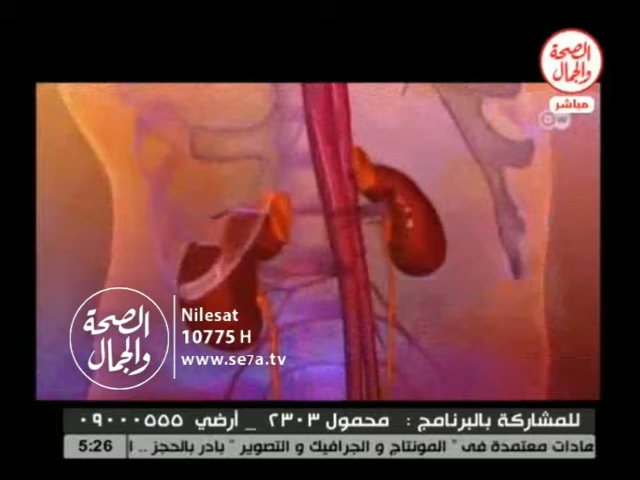 الصحة
والجمال
مباشر
الصحة
والجمال
Nilesat
10775 H
www.se7a.tv
للمشاركة بالبرنامج : محمول ٢٣٠٣ _ أرضي ٠٩٠٠٠٥٥٥
5:26
هادات معتمدة فى " المونتاج و الجرافيك و التصوير " بادر بالحجز ..